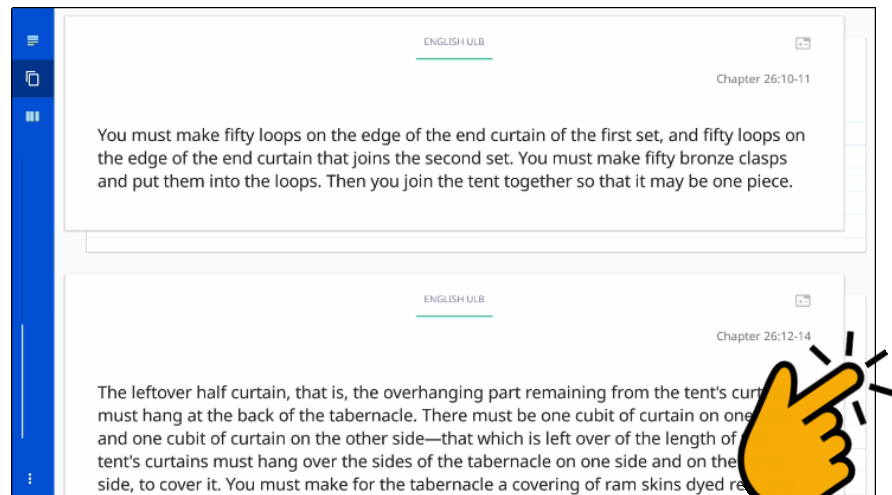 ENGLISH ULB
Chapter 26:10-11
You must make fifty loops on the edge of the end curtain of the first set, and fifty loops on
the edge of the end curtain that joins the second set. You must make fifty bronze clasps
and put them into the loops. Then you join the tent together so that it may be one piece.
ENGLISH ULB
Chapter 26:12-14
The leftover half curtain, that is, the overhanging part remaining from the tent's
must hang at the back of the tabernacle. There must be one cubit of curtain on one
and one cubit of curtain on the other side—that which is left over of the length of
tent's curtains must hang over the sides of the tabernacle on one side and on the
side, to cover it. You must make for the tabernacle a covering of ram skins dyed